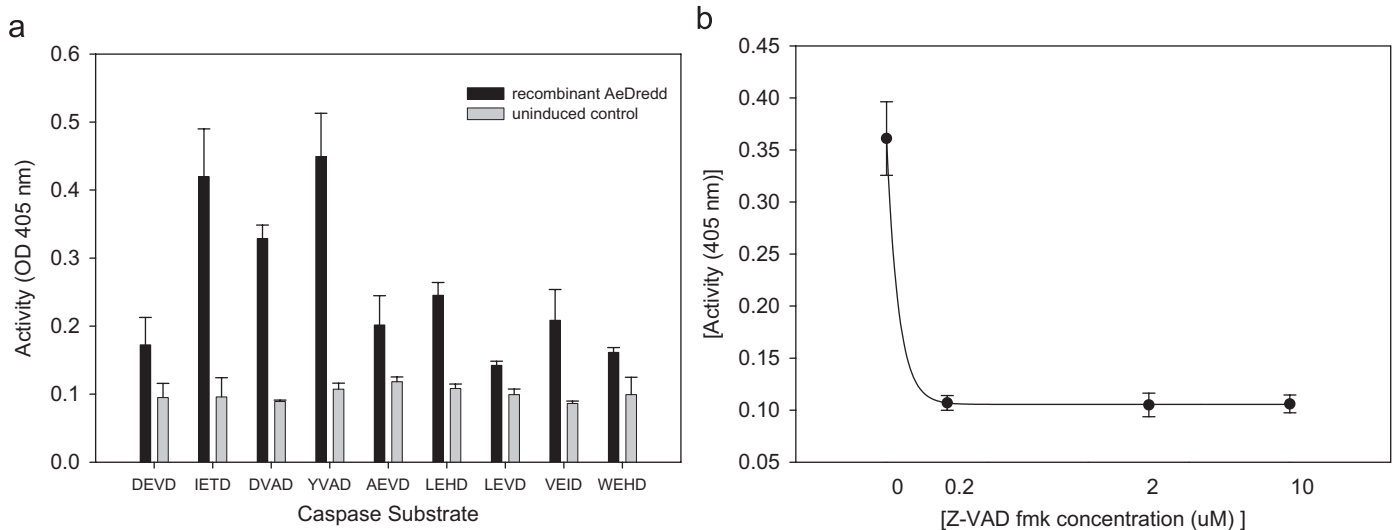 a
0.6
0.5
0.4
0.3
0.2
0.1
0.0
Activity (OD 405 nm)
recombinant AeDredd
uninduced control
DEVD IETD DVAD YVAD AEVD LEHD LEVD VEID WEHD
Caspase Substrate
b
0.45
0.40
0.35
0.30
0.25
0.20
0.15
0.10
0.05
[Activity (405 nm)]
0 0.2 2 10
[Z-VAD fmk concentration (uM) ]